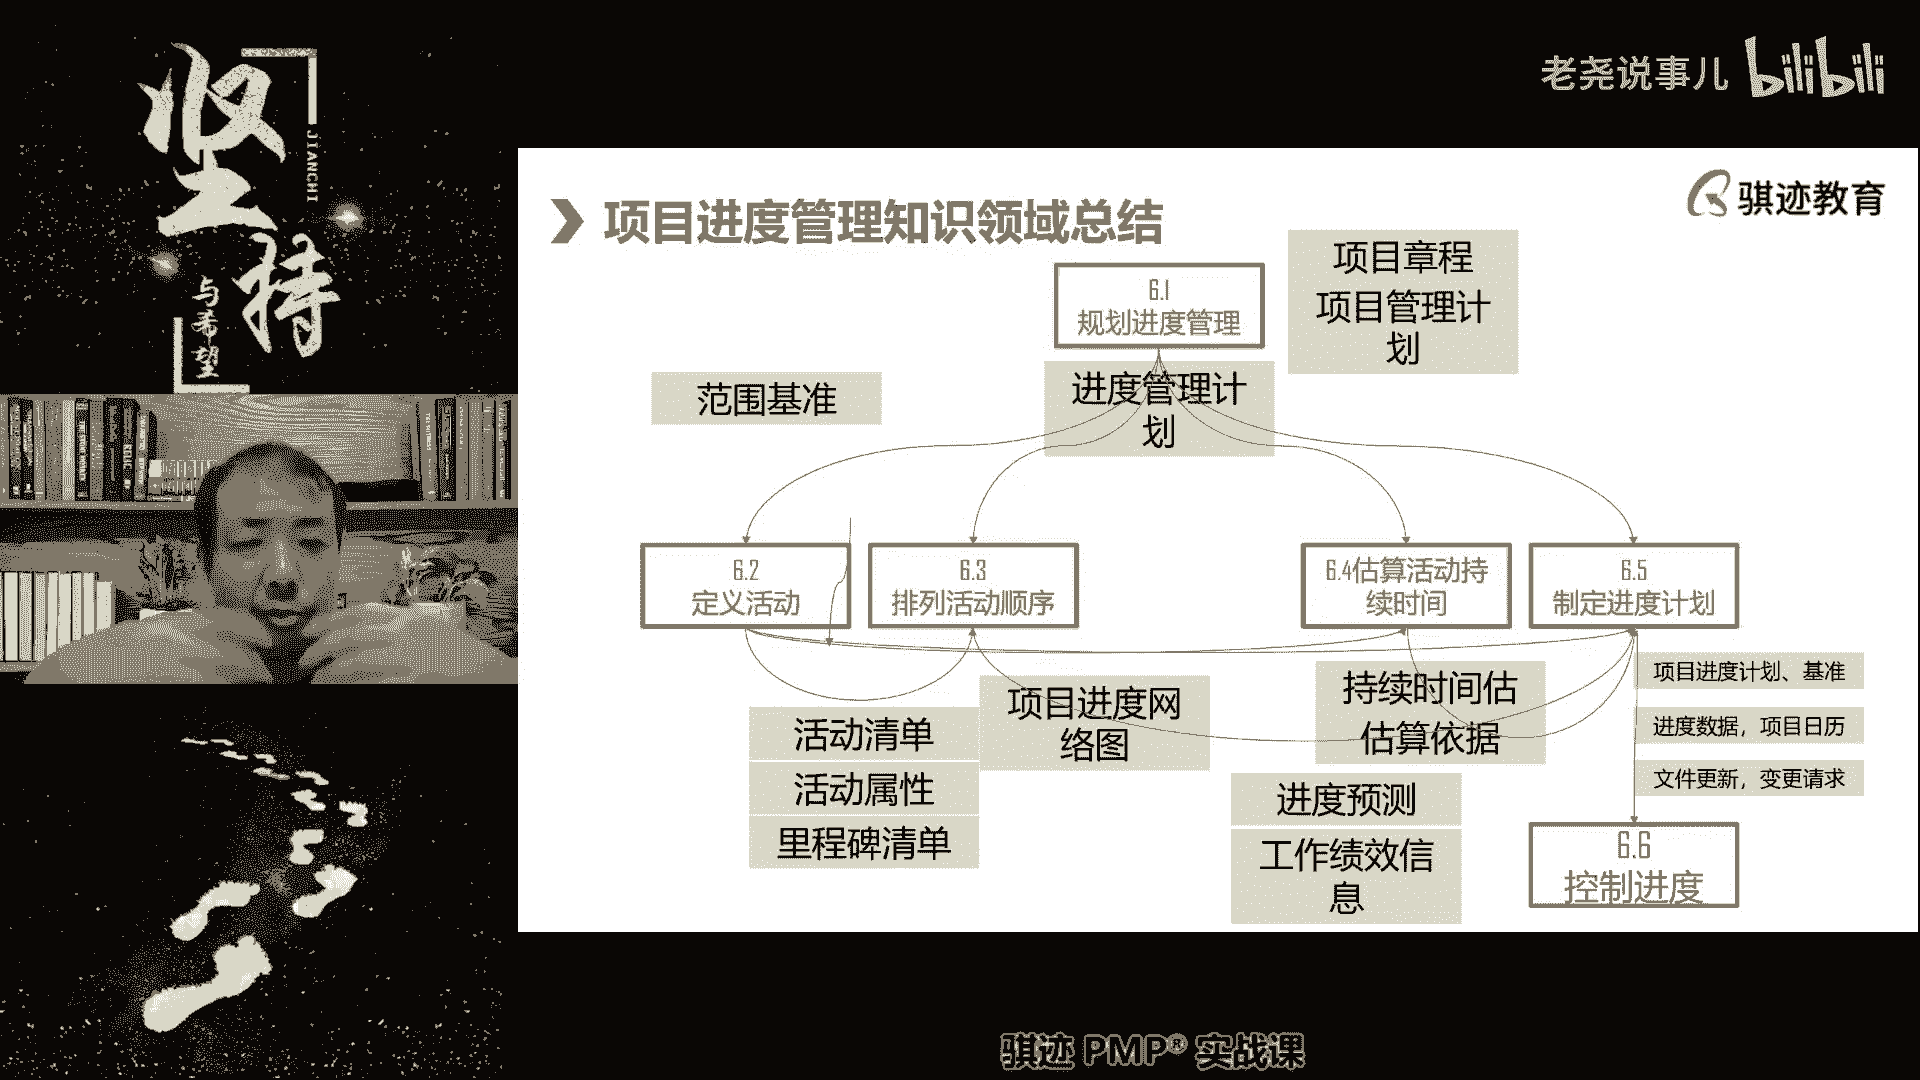 坚持
JIANCHI
与希望
老尧说事儿 bilibili
骐迹教育
项目进度管理知识领域总结
项目章程
项目管理计
划
6.1
规划进度管理
范围基准
进度管理计
划
6.2
定义活动
6.3
排列活动顺序
6.4估算活动持
续时间
6.5
制定进度计划
活动清单
活动属性
里程碑清单
项目进度网
络图
持续时间估
估算依据
进度预测
工作绩效信
息
项目进度计划、基准
进度数据，项目日历
文件更新，变更请求
6.6
控制进度
骐迹 PMP® 实战课